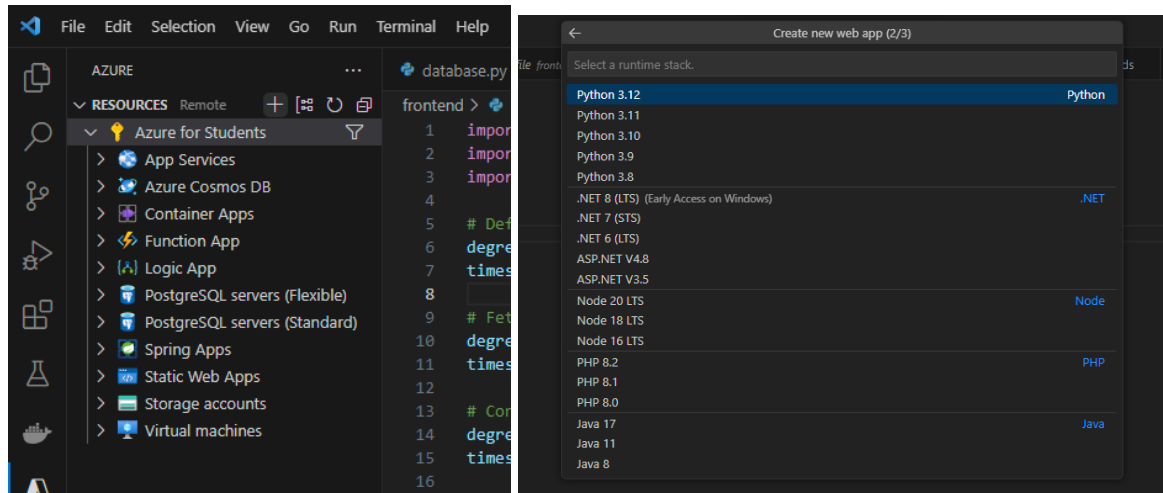 File Edit Selection View Go Run Terminal Help
AZURE ...
RESOURCES Remote
Azure for Students
App Services
Azure Cosmos DB
Container Apps
Function App
Logic App
PostgreSQL servers (Flexible)
PostgreSQL servers (Standard)
Spring Apps
Static Web Apps
Storage accounts
Virtual machines
database.py
frontend >
1 impor
2 impor
3 impor
4
5 # Def
6 degre
7 times
8
9 # Fet
10 degre
11 times
12
13 # Cor
14 degre
15 times
16
Create new web app (2/3)
file fronte
Select a runtime stack.
ds
Python 3.12 Python
Python 3.11
Python 3.10
Python 3.9
Python 3.8
.NET 8 (LTS) (Early Access on Windows) .NET
.NET 7 (STS)
.NET 6 (LTS)
ASP.NET V4.8
ASP.NET V3.5
Node 20 LTS Node
Node 18 LTS
Node 16 LTS
PHP 8.2 PHP
PHP 8.1
PHP 8.0
Java 17 Java
Java 11
Java 8